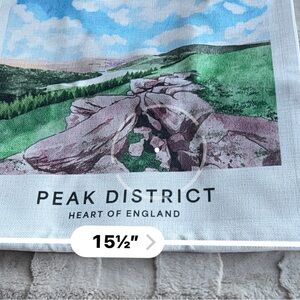 PEAK DISTRICT
HEART OF ENGLAND
15½"